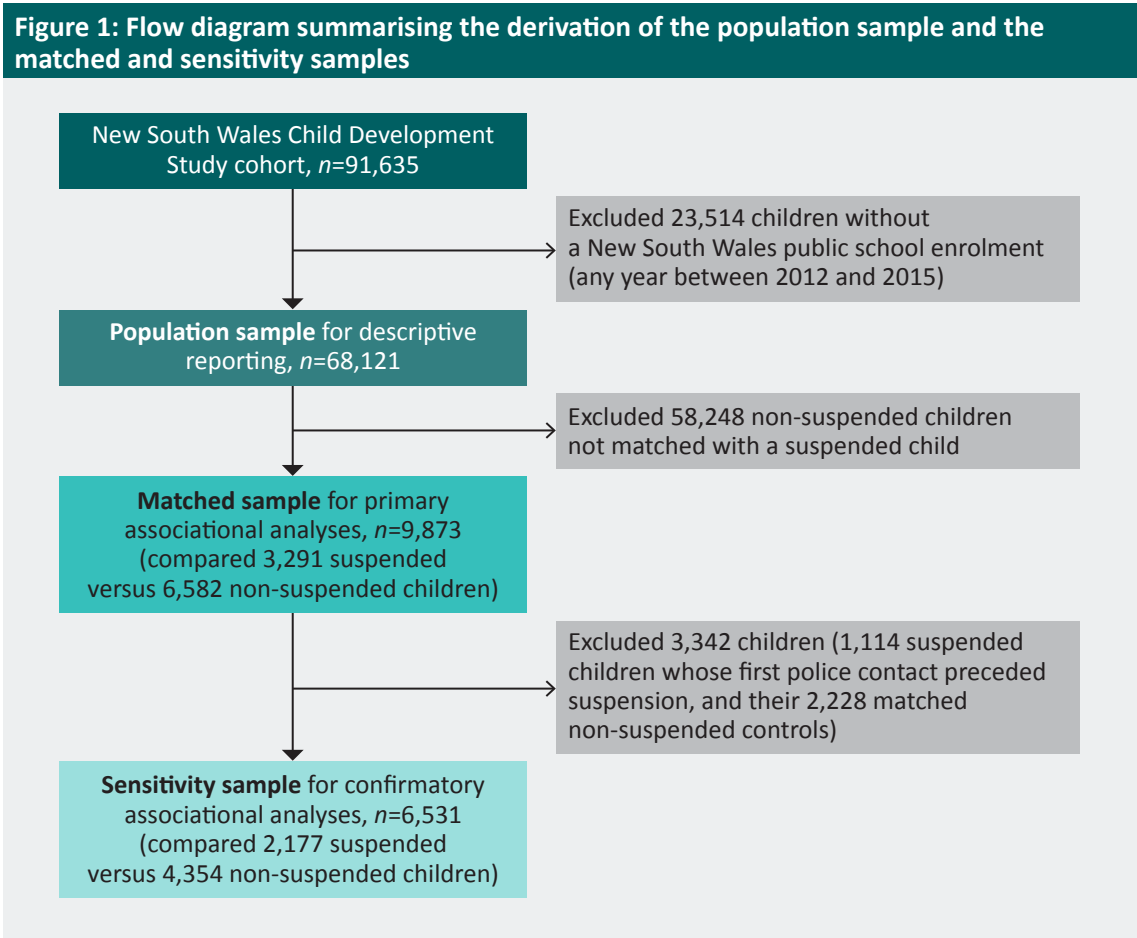 Figure 1: Flow diagram summarising the derivation of the population sample and the
matched and sensitivity samples
New South Wales Child Development
Study cohort, n=91,635
Excluded 23,514 children without
a New South Wales public school enrolment
(any year between 2012 and 2015)
Population sample for descriptive
reporting, n=68,121
Excluded 58,248 non-suspended children
not matched with a suspended child
Matched sample for primary
associational analyses, n=9,873
(compared 3,291 suspended
versus 6,582 non-suspended children)
Excluded 3,342 children (1,114 suspended
children whose first police contact preceded
suspension, and their 2,228 matched
non-suspended controls)
Sensitivity sample for confirmatory
associational analyses, n=6,531
(compared 2,177 suspended
versus 4,354 non-suspended children)